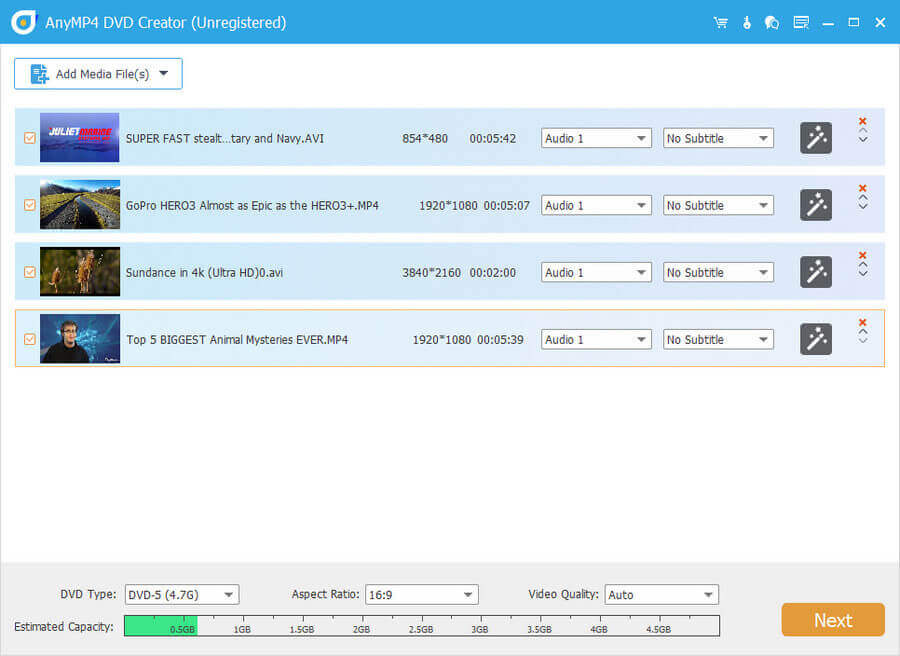 AnyMP4 DVD Creator (Unregistered)
Add Media File(s)
JULIET MARINE
SUPER FAST stealt...tary and Navy.AVI 854*480 00:05:42 Audio 1 No Subtitle
GoPro HERO3 Almost as Epic as the HERO3+.MP4 1920*1080 00:05:07 Audio 1 No Subtitle
Sundance in 4k (Ultra HD)0.avi 3840*2160 00:02:00 Audio 1 No Subtitle
Top 5 BIGGEST Animal Mysteries EVER.MP4 1920*1080 00:05:39 Audio 1 No Subtitle
DVD Type: DVD-5 (4.7G) Aspect Ratio: 16:9 Video Quality: Auto
Estimated Capacity: 0.5GB 1GB 1.5GB 2GB 2.5GB 3GB 3.5GB 4GB 4.5GB
Next